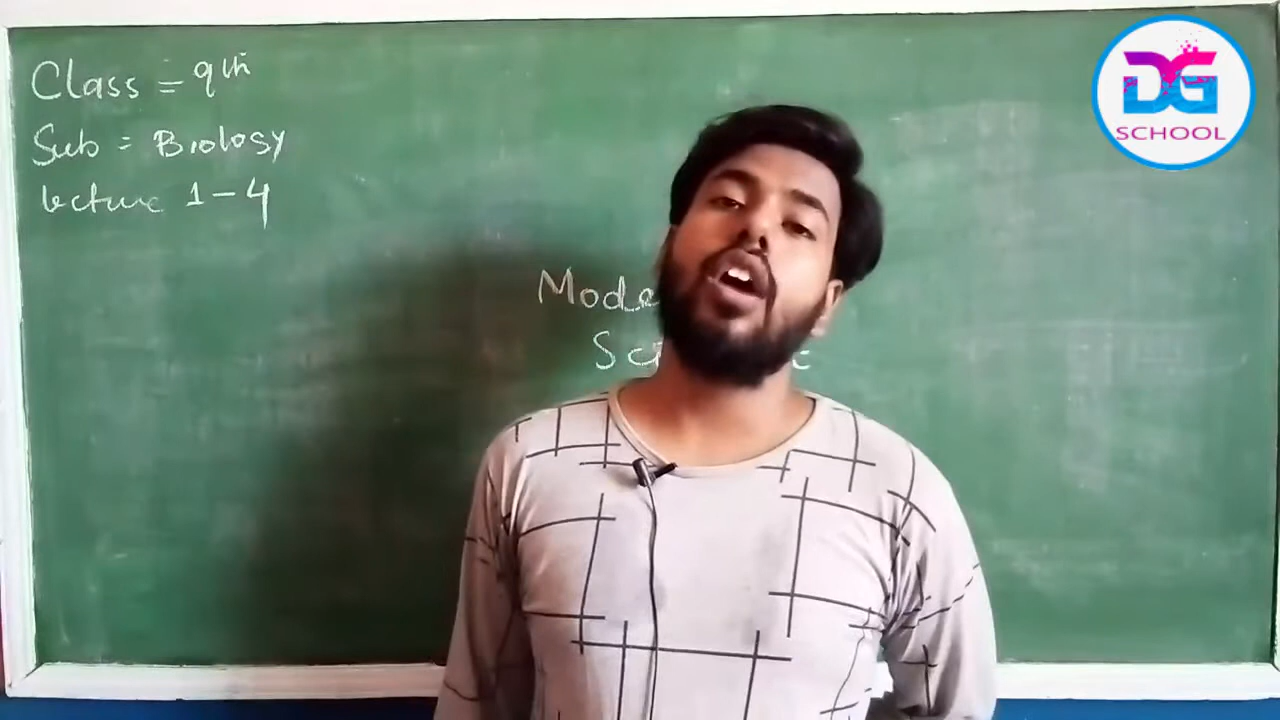 Class = 9th
Sub = Biology
lecture 1-4
DG
SCHOOL